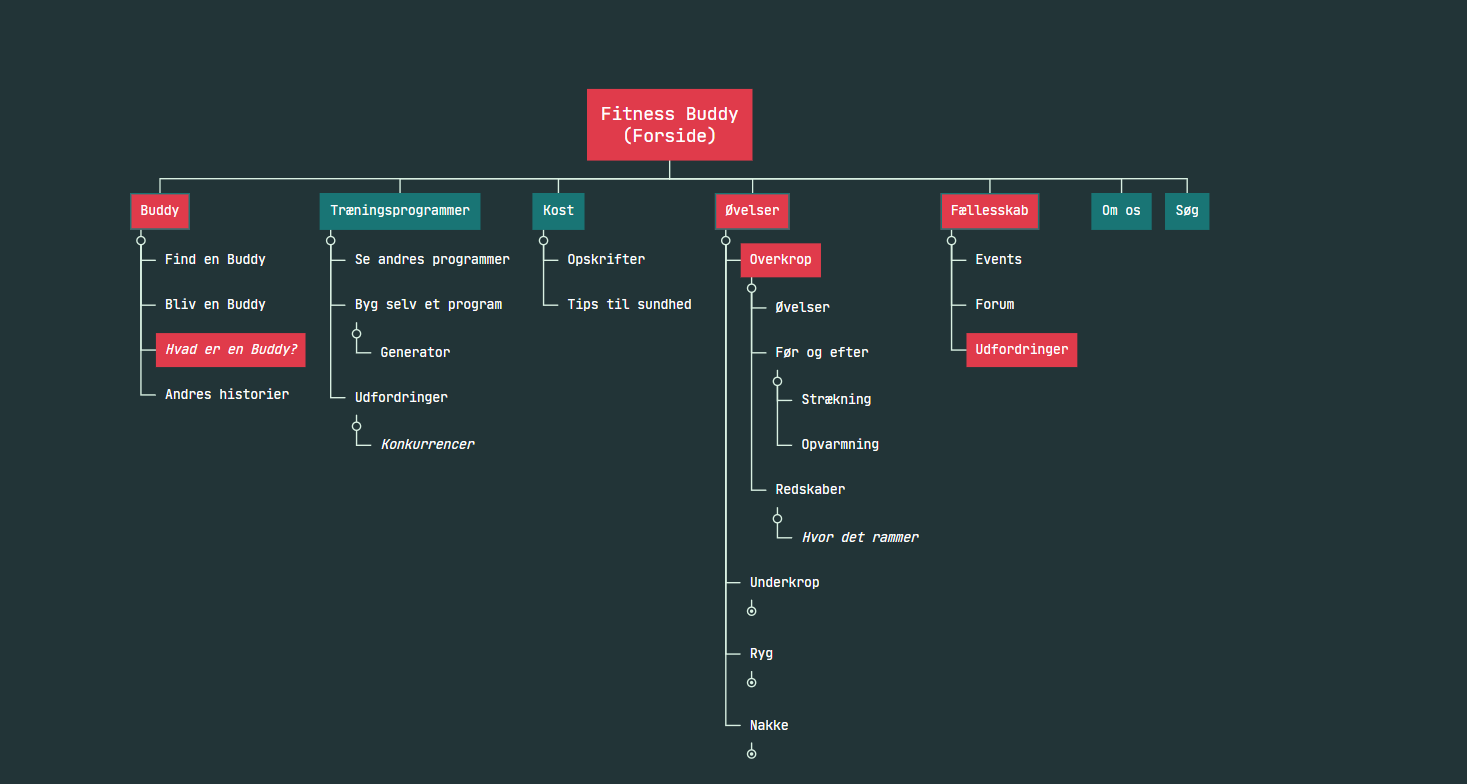 Fitness Buddy
(Forside)
Buddy
Find en Buddy
Bliv en Buddy
Hvad er en Buddy?
Andres historier
Træningsprogrammer
Se andres programmer
Byg selv et program
Generator
Udfordringer
Konkurrencer
Kost
Opskrifter
Tips til sundhed
Øvelser
Overkrop
Øvelser
Før og efter
Strækning
Opvarmning
Redskaber
Hvor det rammer
Underkrop
Ryg
Nakke
Fællesskab
Events
Forum
Udfordringer
Om os
Søg